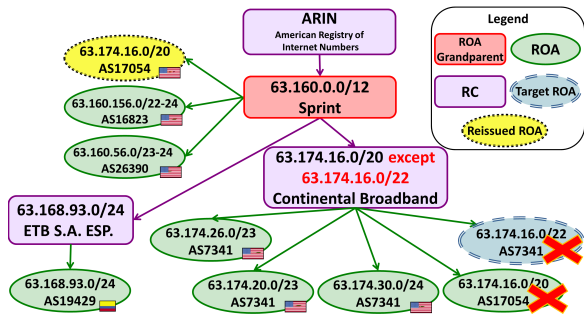 ARIN
American Registry of
Internet Numbers
Legend
ROA
Grandparent
ROA
RC
Target ROA
Reissued ROA
63.174.16.0/20
AS17054
63.160.0.0/12
Sprint
63.160.156.0/22-24
AS16823
63.160.56.0/23-24
AS26390
63.174.16.0/20 except
63.174.16.0/22
Continental Broadband
63.168.93.0/24
ETB S.A. ESP.
63.174.26.0/23
AS7341
63.174.16.0/22
AS7341
63.168.93.0/24
AS19429
63.174.20.0/23
AS7341
63.174.30.0/24
AS7341
63.174.16.0/20
AS17054